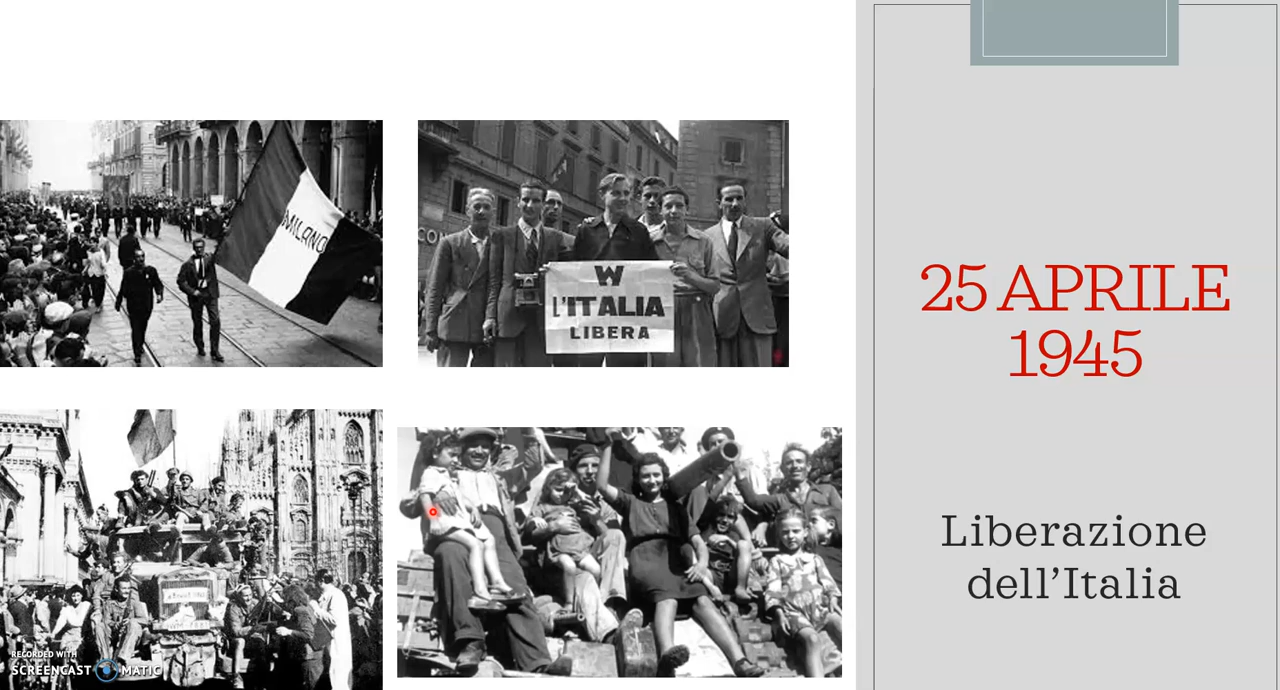 MILANO
W
L'ITALIA
LIBERA
25 APRILE
1945
Liberazione
dell'Italia
RECORDED WITH
SCREENCAST MATIC